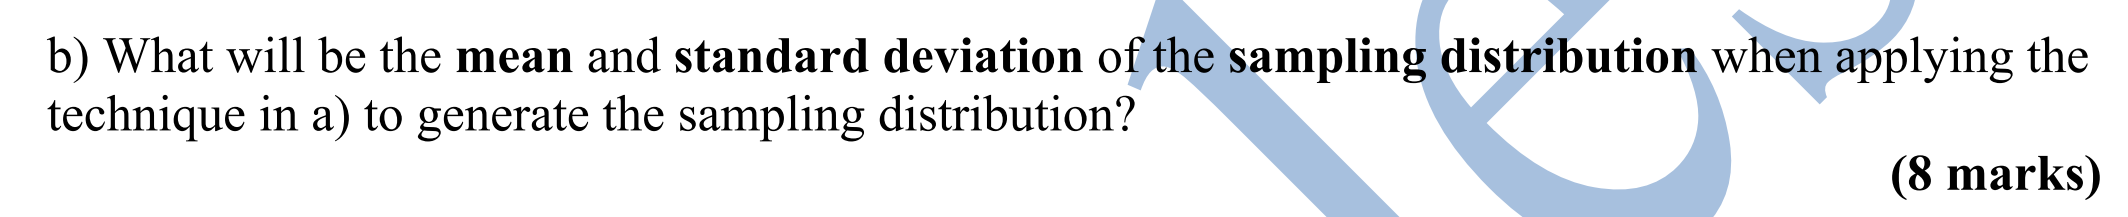 b) What will be the mean and standard deviation of the sampling distribution when applying the
technique in a) to generate the sampling distribution?
(8 marks)